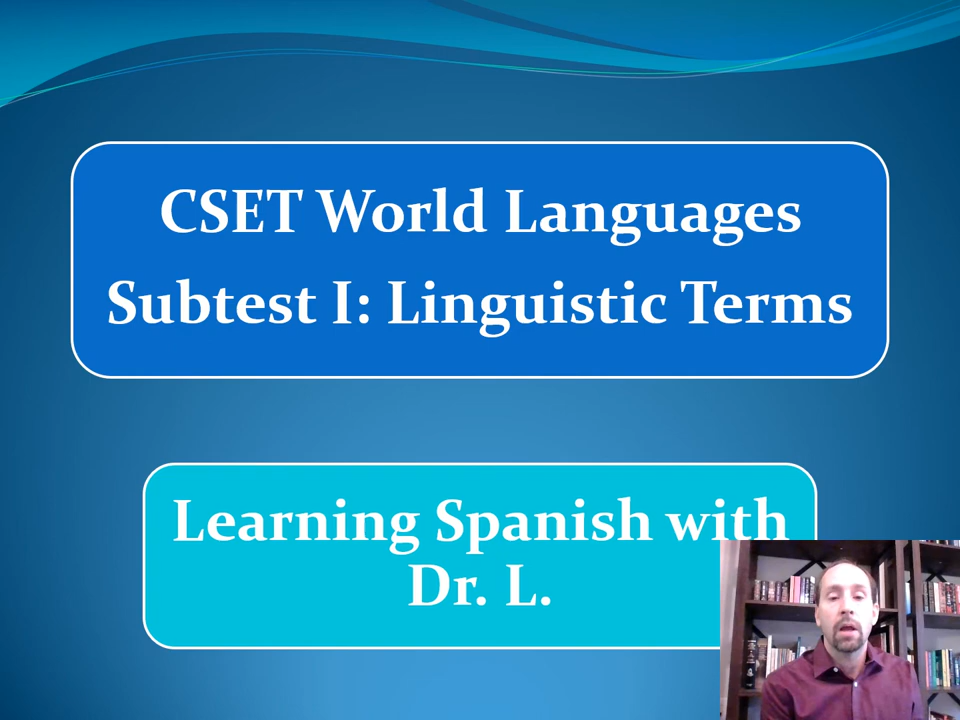 CSET World Languages
Subtest I: Linguistic Terms
Learning Spanish with
Dr. L.